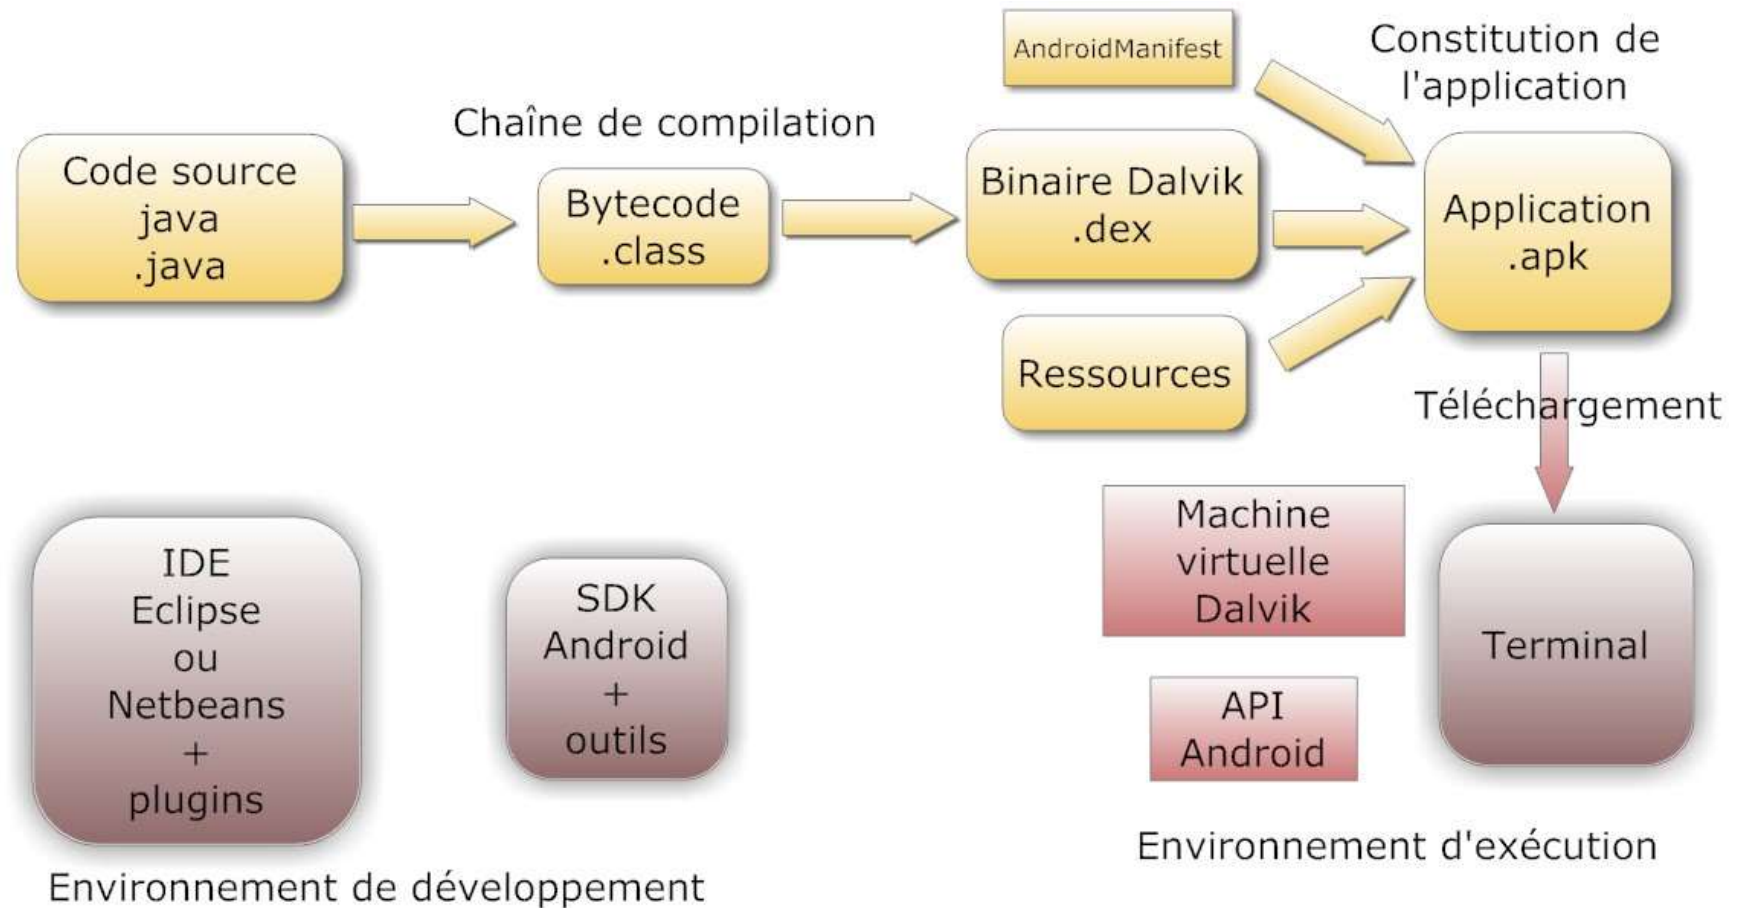 AndroidManifest
Constitution de
l'application
Chaîne de compilation
Code source
java
.java
Bytecode
.class
Binaire Dalvik
.dex
Application
.apk
Ressources
Téléchargement
IDE
Eclipse
ou
Netbeans
+
plugins
SDK
Android
+
outils
Machine
virtuelle
Dalvik
Terminal
API
Android
Environnement d'exécution
Environnement de développement